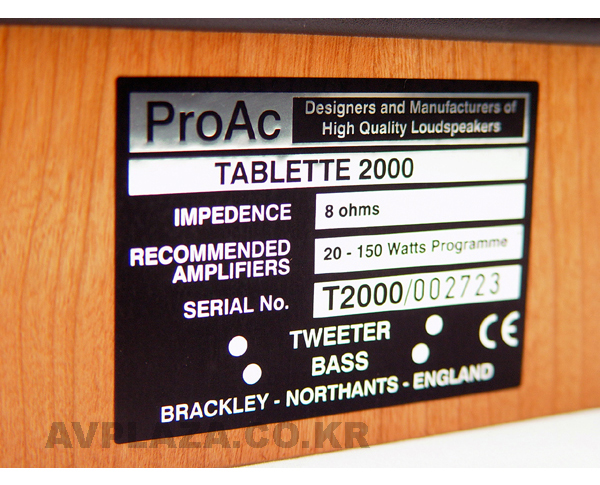 ProAc
Designers and Manufacturers of
High Quality Loudspeakers
TABLETTE 2000
IMPEDENCE 8 ohms
RECOMMENDED
AMPLIFIERS 20 - 150 Watts Programme
SERIAL No. T2000/002723
TWEETER
BASS
CE
BRACKLEY - NORTHANTS - ENGLAND
AVPLAZA.CO.KR